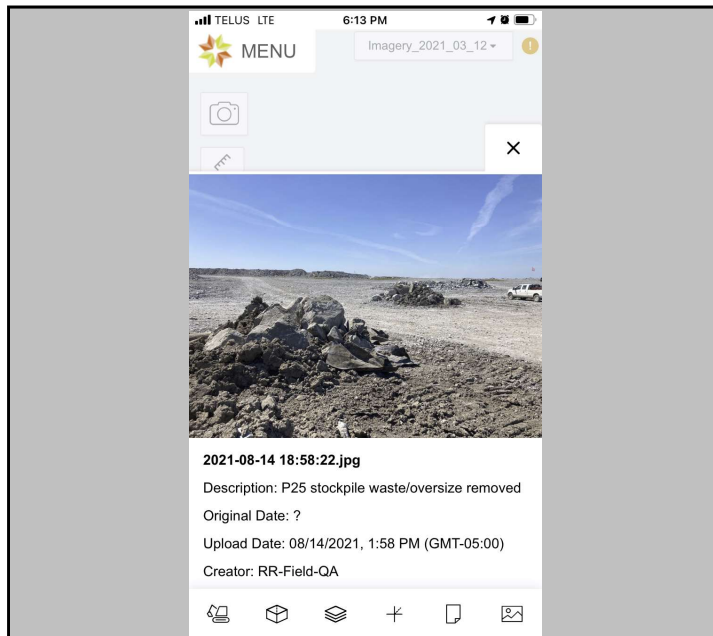 TELUS LTE 6:13 PM
MENU
Imagery_2021_03_12
!
2021-08-14 18:58:22.jpg
Description: P25 stockpile waste/oversize removed
Original Date: ?
Upload Date: 08/14/2021, 1:58 PM (GMT-05:00)
Creator: RR-Field-QA